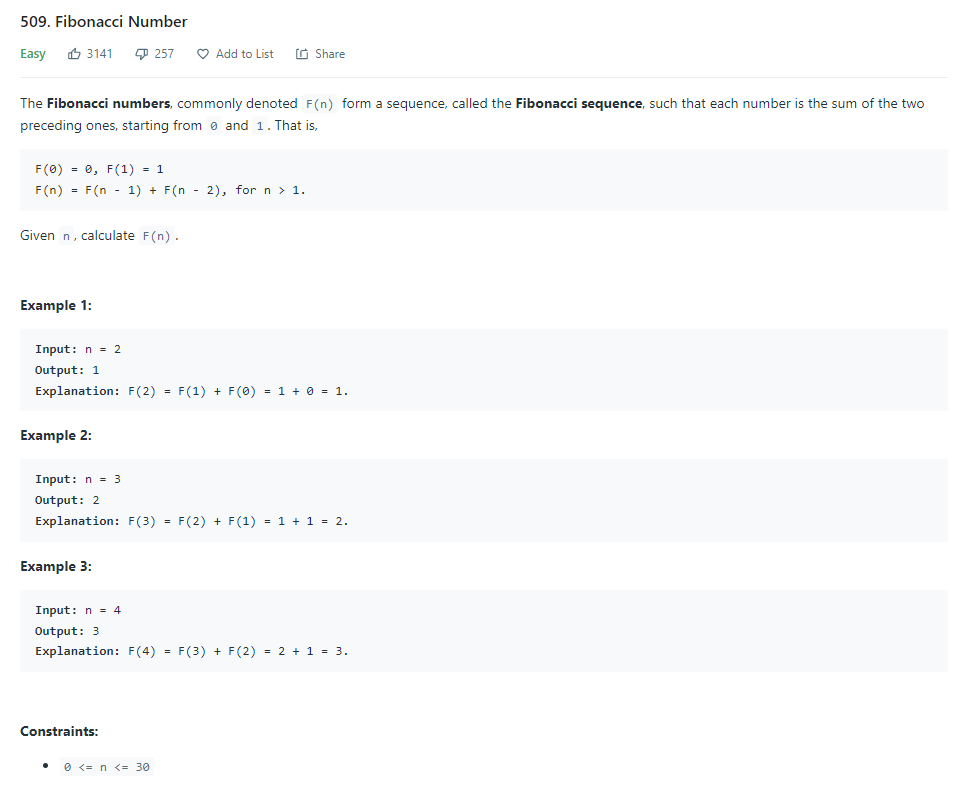 509. Fibonacci Number
Easy 3141 257 Add to List Share
The Fibonacci numbers, commonly denoted F(n) form a sequence, called the Fibonacci sequence, such that each number is the sum of the two
preceding ones, starting from 0 and 1. That is,
F(0) = 0, F(1) = 1
F(n) = F(n - 1) + F(n - 2), for n > 1.
Given n, calculate F(n).
Example 1:
Input: n = 2
Output: 1
Explanation: F(2) = F(1) + F(0) = 1 + 0 = 1.
Example 2:
Input: n = 3
Output: 2
Explanation: F(3) = F(2) + F(1) = 1 + 1 = 2.
Example 3:
Input: n = 4
Output: 3
Explanation: F(4) = F(3) + F(2) = 2 + 1 = 3.
Constraints:
• 0 <= n <= 30